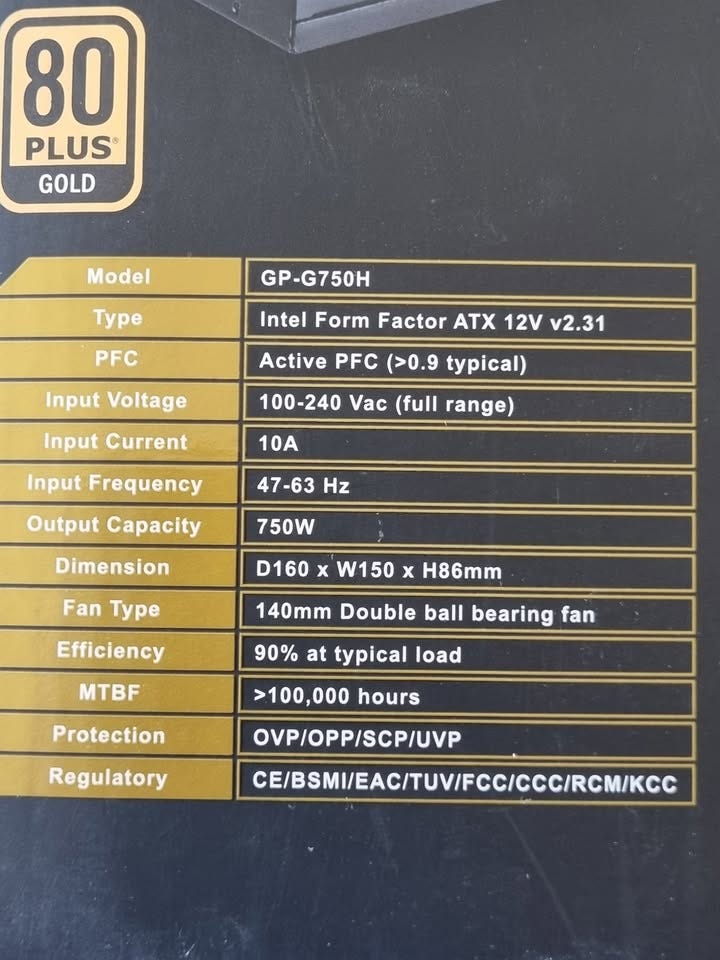 80
PLUS®
GOLD
Model GP-G750H
Type Intel Form Factor ATX 12V v2.31
PFC Active PFC (>0.9 typical)
Input Voltage 100-240 Vac (full range)
Input Current 10A
Input Frequency 47-63 Hz
Output Capacity 750W
Dimension D160 x W150 x H86mm
Fan Type 140mm Double ball bearing fan
Efficiency 90% at typical load
MTBF >100,000 hours
Protection OVP/OPP/SCP/UVP
Regulatory CE/BSMI/EAC/TUV/FCC/CCC/RCM/KCC